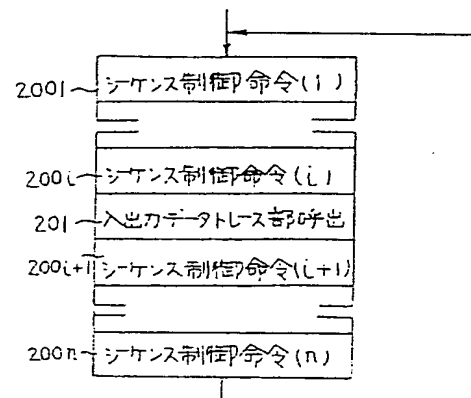 2001 シーケンス制御命令(1)
200i シーケンス制御命令(i)
201 入出力データトレース部呼出
200i+1 シーケンス制御命令(i+1)
200n シーケンス制御命令(n)